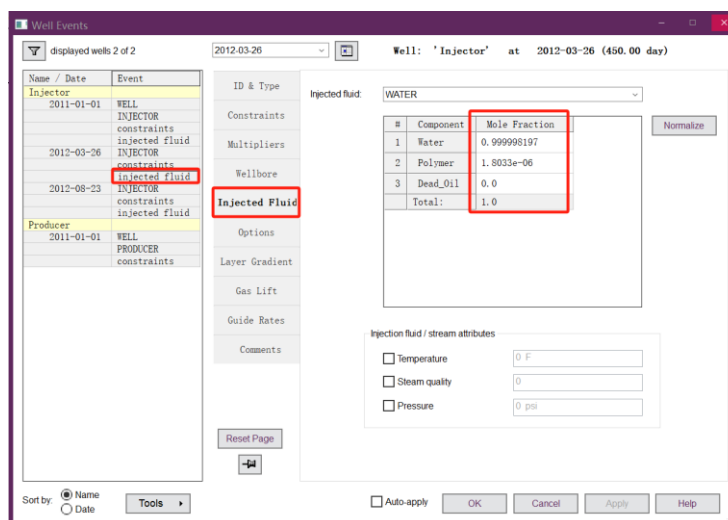 Well Events
displayed wells 2 of 2
2012-03-26
Well: 'Injector' at 2012-03-26 (450.00 day)
Name / Date Event
Injector
2011-01-01 WELL
INJECTOR
constraints
injected fluid
2012-03-26 INJECTOR
constraints
injected fluid
2012-08-23 INJECTOR
constraints
injected fluid
Producer
2011-01-01 WELL
PRODUCER
constraints
ID & Type
Constraints
Multipliers
Wellbore
Injected Fluid
Options
Layer Gradient
Gas Lift
Guide Rates
Comments
Reset Page
Injected fluid: WATER
# Component Mole Fraction
1 Water 0.999998197
2 Polymer 1.8033e-06
3 Dead_Oil 0.0
Total: 1.0
Normalize
Injection fluid / stream attributes
Temperature 0 F
Steam quality 0
Pressure 0 psi
Sort by: Name
Date
Tools
Auto-apply OK Cancel Apply Help